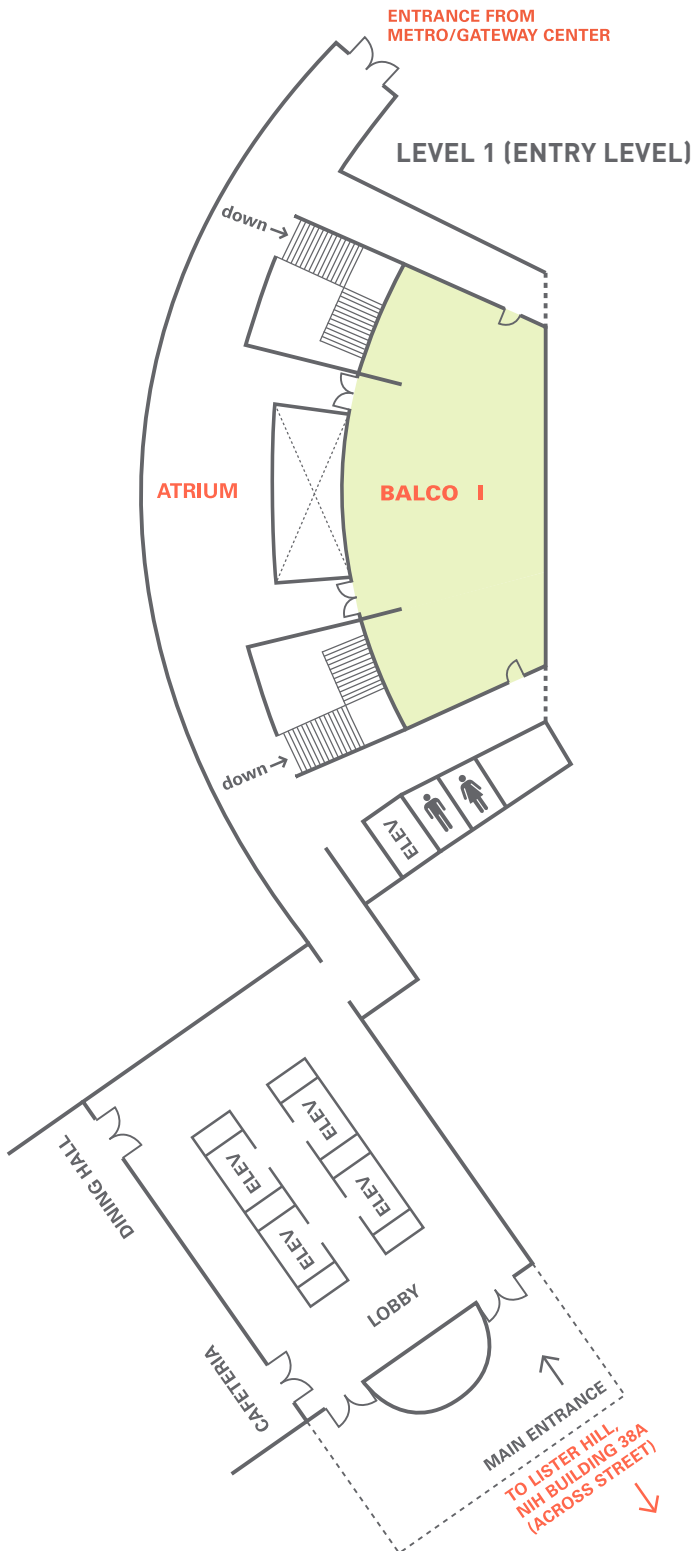 ENTRANCE FROM
METRO/GATEWAY CENTER
LEVEL 1 (ENTRY LEVEL)
down
ATRIUM
BALCO I
down
ELEV
ELEV
ELEV
ELEV
ELEV
DINING HALL
LOBBY
CAFETERIA
MAIN ENTRANCE
TO LISTER HILL,
NIH BUILDING 38A
(ACROSS STREET)